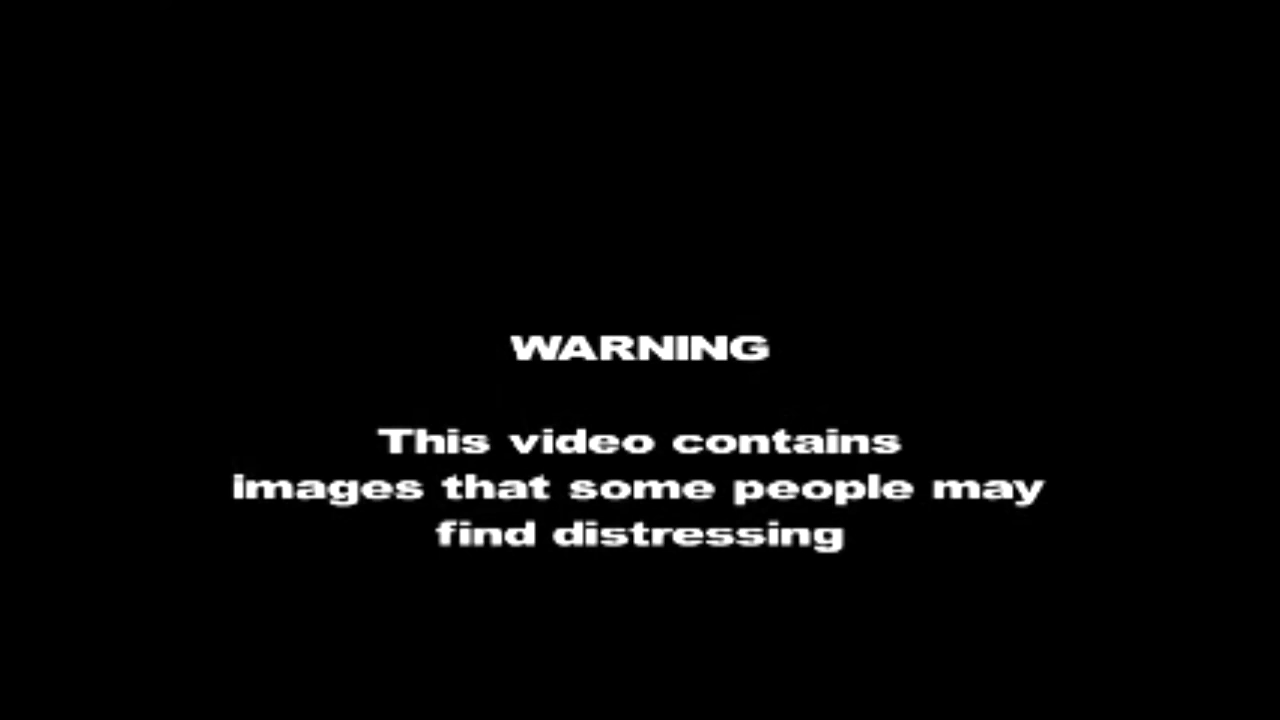 WARNING
This video contains
images that some people may
find distressing